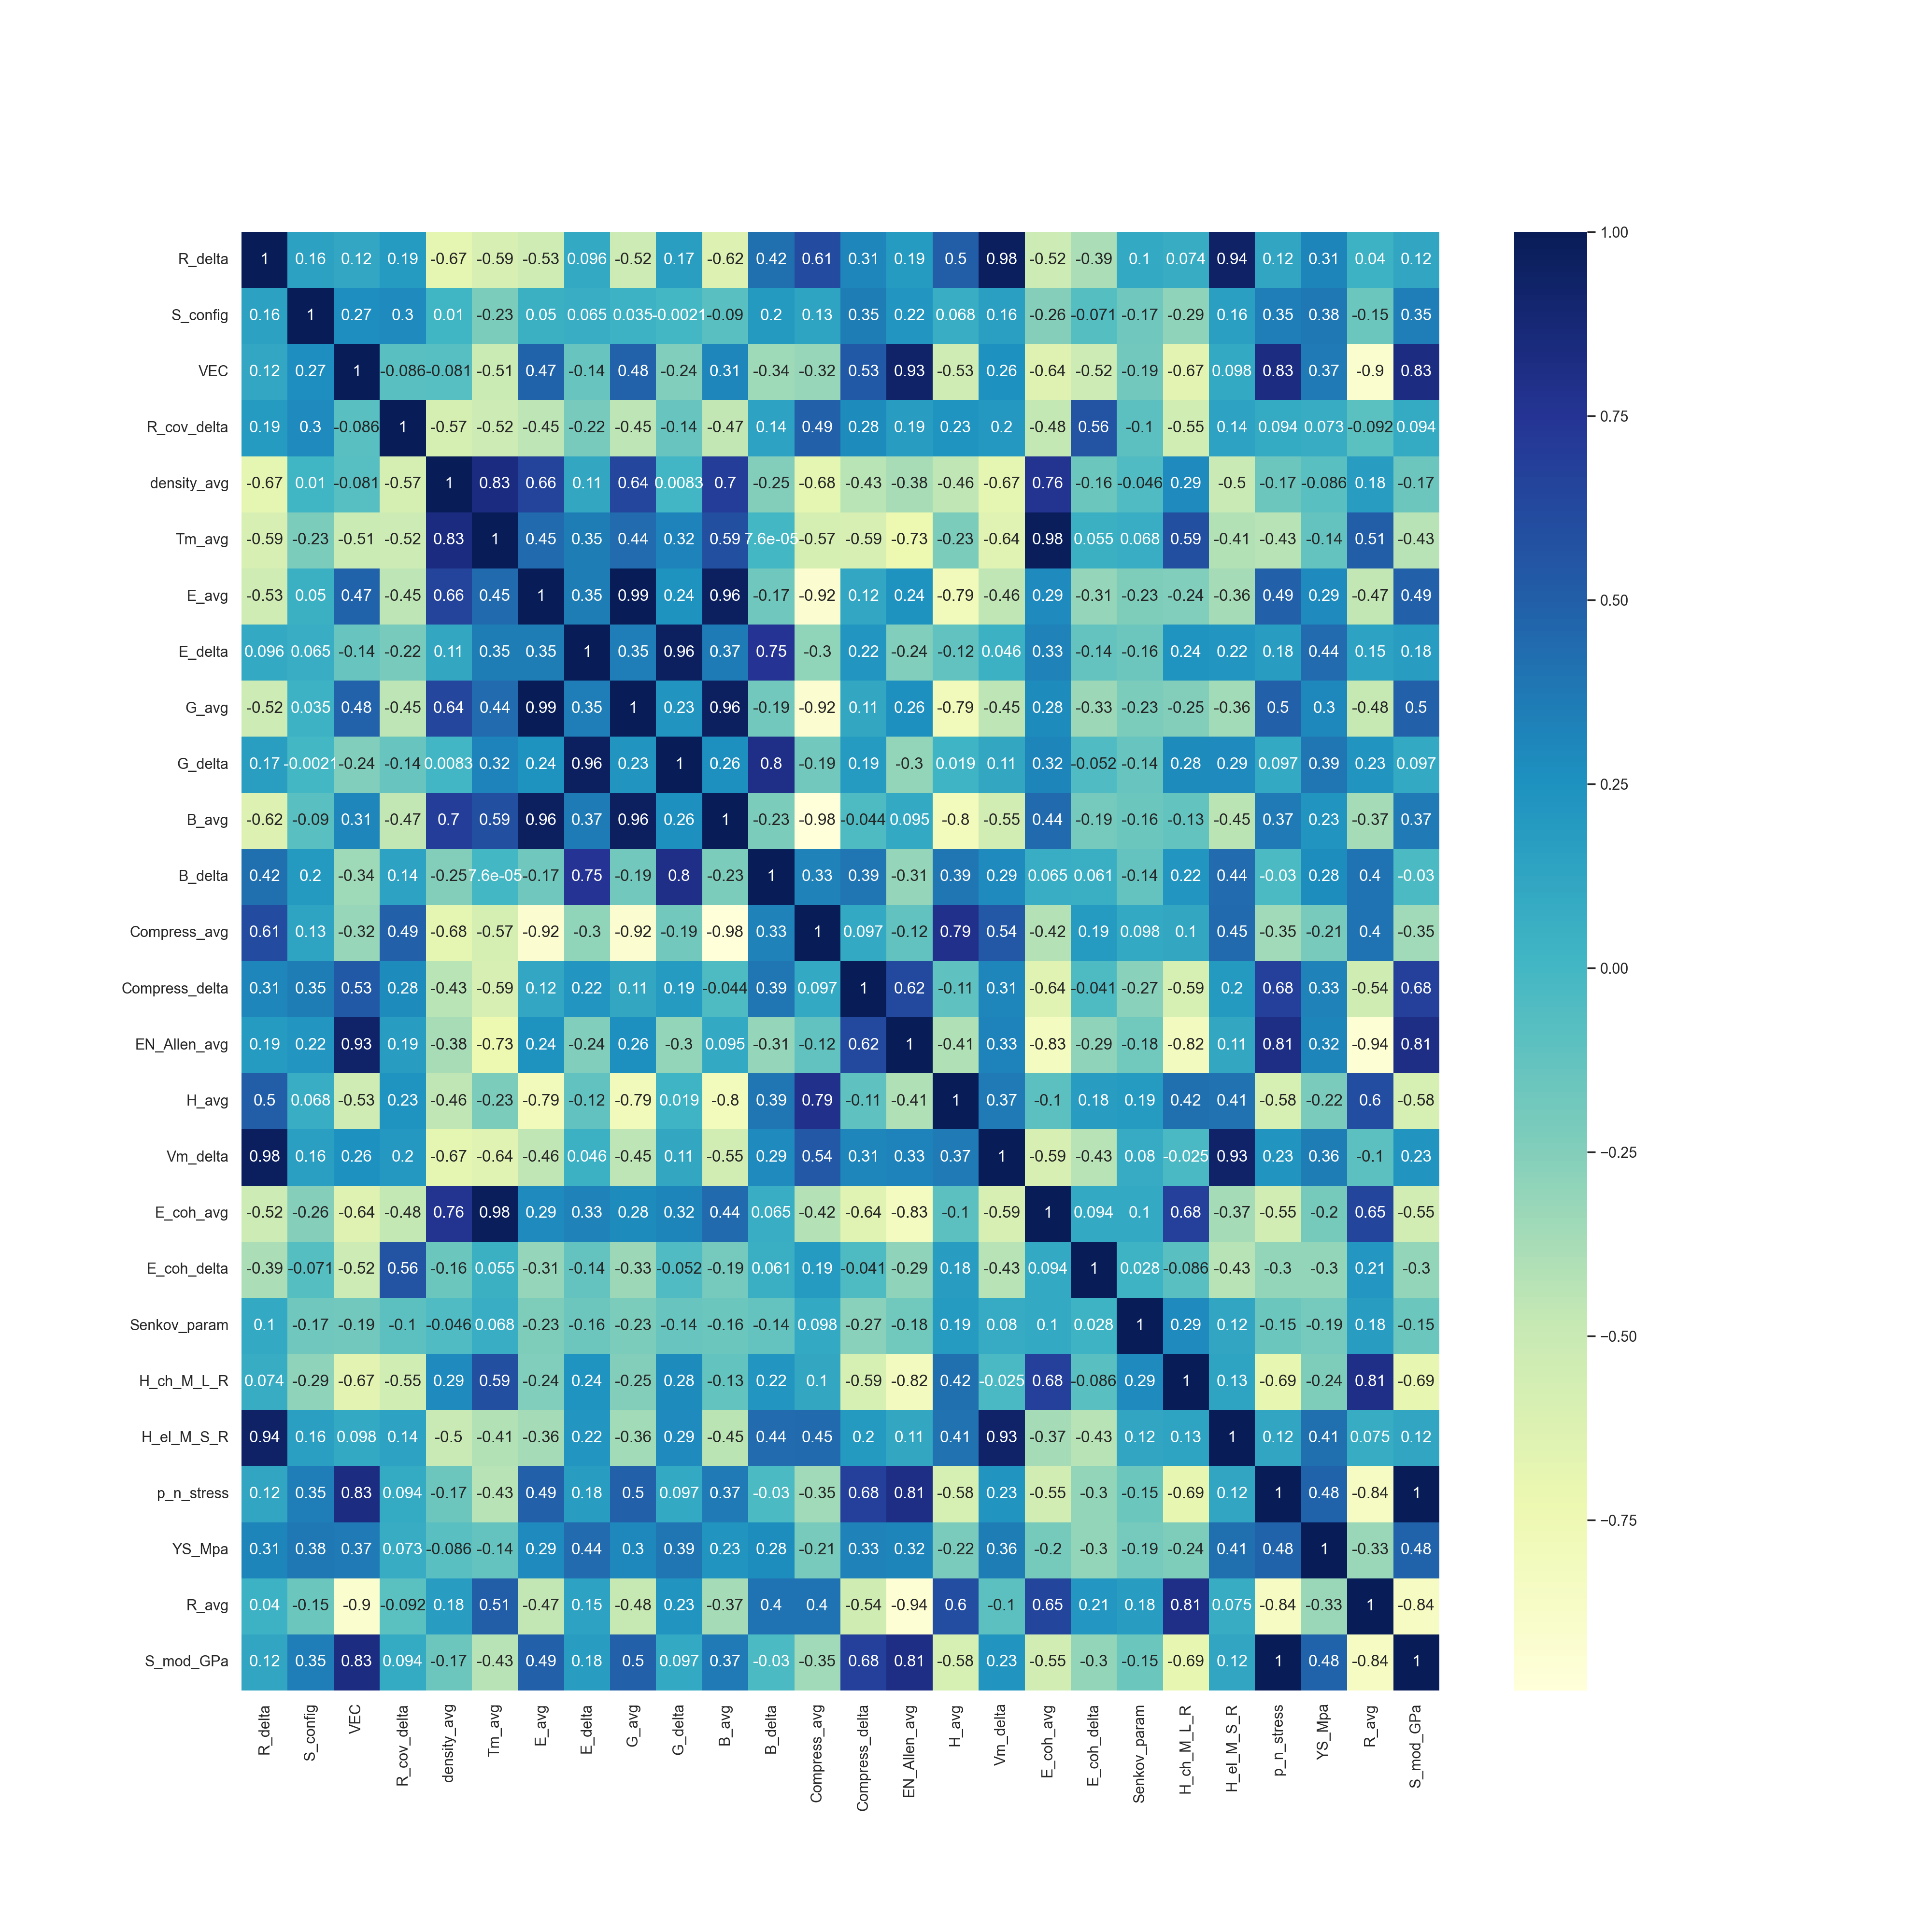 R_delta 1 0.16 0.12 0.19 -0.67 -0.59 -0.53 0.096 -0.52 0.17 -0.62 0.42 0.61 0.31 0.19 0.5 0.98 -0.52 -0.39 0.1 0.074 0.94 0.12 0.31 0.04 0.12
S_config 0.16 1 0.27 0.3 0.01 -0.23 0.05 0.065 0.035 -0.0021 -0.09 0.2 0.13 0.35 0.22 0.068 0.16 -0.26 -0.071 -0.17 -0.29 0.16 0.35 0.38 -0.15 0.35
VEC 0.12 0.27 1 -0.086 -0.081 -0.51 0.47 -0.14 0.48 -0.24 0.31 -0.34 -0.32 0.53 0.93 -0.53 0.26 -0.64 -0.52 -0.19 -0.67 0.098 0.83 0.37 -0.9 0.83
R_cov_delta 0.19 0.3 -0.086 1 -0.57 -0.52 -0.45 -0.22 -0.45 -0.14 -0.47 0.14 0.49 0.28 0.19 0.23 0.2 -0.48 0.56 -0.1 -0.55 0.14 0.094 0.073 -0.092 0.094
density_avg -0.67 0.01 -0.081 -0.57 1 0.83 0.66 0.11 0.64 0.0083 0.7 -0.25 -0.68 -0.43 -0.38 -0.46 -0.67 0.76 -0.16 -0.046 0.29 -0.5 -0.17 -0.086 0.18 -0.17
Tm_avg -0.59 -0.23 -0.51 -0.52 0.83 1 0.45 0.35 0.44 0.32 0.59 7.6e-05 -0.57 -0.59 -0.73 -0.23 -0.64 0.98 0.055 0.068 0.59 -0.41 -0.43 -0.14 0.51 -0.43
E_avg -0.53 0.05 0.47 -0.45 0.66 0.45 1 0.35 0.99 0.24 0.96 -0.17 -0.92 0.12 0.24 -0.79 -0.46 0.29 -0.31 -0.23 -0.24 -0.36 0.49 0.29 -0.47 0.49
E_delta 0.096 0.065 -0.14 -0.22 0.11 0.35 0.35 1 0.35 0.96 0.37 0.75 -0.3 0.22 -0.24 -0.12 0.046 0.33 -0.14 -0.16 0.24 0.22 0.18 0.44 0.15 0.18
G_avg -0.52 0.035 0.48 -0.45 0.64 0.44 0.99 0.35 1 0.23 0.96 -0.19 -0.92 0.11 0.26 -0.79 -0.45 0.28 -0.33 -0.23 -0.25 -0.36 0.5 0.3 -0.48 0.5
G_delta 0.17 -0.0021 -0.24 -0.14 0.0083 0.32 0.24 0.96 0.23 1 0.26 0.8 -0.19 0.19 -0.3 0.019 0.11 0.32 -0.052 -0.14 0.28 0.29 0.097 0.39 0.23 0.097
B_avg -0.62 -0.09 0.31 -0.47 0.7 0.59 0.96 0.37 0.96 0.26 1 -0.23 -0.98 -0.044 0.095 -0.8 -0.55 0.44 -0.19 -0.16 -0.13 -0.45 0.37 0.23 -0.37 0.37
B_delta 0.42 0.2 -0.34 0.14 -0.25 7.6e-05 -0.17 0.75 -0.19 0.8 -0.23 1 0.33 0.39 -0.31 0.39 0.29 0.065 0.061 -0.14 0.22 0.44 -0.03 0.28 0.4 -0.03
Compress_avg 0.61 0.13 -0.32 0.49 -0.68 -0.57 -0.92 -0.3 -0.92 -0.19 -0.98 0.33 1 0.097 -0.12 0.79 0.54 -0.42 0.19 0.098 0.1 0.45 -0.35 -0.21 0.4 -0.35
Compress_delta 0.31 0.35 0.53 0.28 -0.43 -0.59 0.12 0.22 0.11 0.19 -0.044 0.39 0.097 1 0.62 -0.11 0.31 -0.64 -0.041 -0.27 -0.59 0.2 0.68 0.33 -0.54 0.68
EN_Allen_avg 0.19 0.22 0.93 0.19 -0.38 -0.73 0.24 -0.24 0.26 -0.3 0.095 -0.31 -0.12 0.62 1 -0.41 0.33 -0.83 -0.29 -0.18 -0.82 0.11 0.81 0.32 -0.94 0.81
H_avg 0.5 0.068 -0.53 0.23 -0.46 -0.23 -0.79 -0.12 -0.79 0.019 -0.8 0.39 0.79 -0.11 -0.41 1 0.37 -0.1 0.18 0.19 0.42 0.41 -0.58 -0.22 0.6 -0.58
Vm_delta 0.98 0.16 0.26 0.2 -0.67 -0.64 -0.46 0.046 -0.45 0.11 -0.55 0.29 0.54 0.31 0.33 0.37 1 -0.59 -0.43 0.08 -0.025 0.93 0.23 0.36 -0.1 0.23
E_coh_avg -0.52 -0.26 -0.64 -0.48 0.76 0.98 0.29 0.33 0.28 0.32 0.44 0.065 -0.42 -0.64 -0.83 -0.1 -0.59 1 0.094 0.1 0.68 -0.37 -0.55 -0.2 0.65 -0.55
E_coh_delta -0.39 -0.071 -0.52 0.56 -0.16 0.055 -0.31 -0.14 -0.33 -0.052 -0.19 0.061 0.19 -0.041 -0.29 0.18 -0.43 0.094 1 0.028 -0.086 -0.43 -0.3 -0.3 0.21 -0.3
Senkov_param 0.1 -0.17 -0.19 -0.1 -0.046 0.068 -0.23 -0.16 -0.23 -0.14 -0.16 -0.14 0.098 -0.27 -0.18 0.19 0.08 0.1 0.028 1 0.29 0.12 -0.15 -0.19 0.18 -0.15
H_ch_M_L_R 0.074 -0.29 -0.67 -0.55 0.29 0.59 -0.24 0.24 -0.25 0.28 -0.13 0.22 0.1 -0.59 -0.82 0.42 -0.025 0.68 -0.086 0.29 1 0.13 -0.69 -0.24 0.81 -0.69
H_el_M_S_R 0.94 0.16 0.098 0.14 -0.5 -0.41 -0.36 0.22 -0.36 0.29 -0.45 0.44 0.45 0.2 0.11 0.41 0.93 -0.37 -0.43 0.12 0.13 1 0.12 0.41 0.075 0.12
p_n_stress 0.12 0.35 0.83 0.094 -0.17 -0.43 0.49 0.18 0.5 0.097 0.37 -0.03 -0.35 0.68 0.81 -0.58 0.23 -0.55 -0.3 -0.15 -0.69 0.12 1 0.48 -0.84 1
YS_Mpa 0.31 0.38 0.37 0.073 -0.086 -0.14 0.29 0.44 0.3 0.39 0.23 0.28 -0.21 0.33 0.32 -0.22 0.36 -0.2 -0.3 -0.19 -0.24 0.41 0.48 1 -0.33 0.48
R_avg 0.04 -0.15 -0.9 -0.092 0.18 0.51 -0.47 0.15 -0.48 0.23 -0.37 0.4 0.4 -0.54 -0.94 0.6 -0.1 0.65 0.21 0.18 0.81 0.075 -0.84 -0.33 1 -0.84
S_mod_GPa 0.12 0.35 0.83 0.094 -0.17 -0.43 0.49 0.18 0.5 0.097 0.37 -0.03 -0.35 0.68 0.81 -0.58 0.23 -0.55 -0.3 -0.15 -0.69 0.12 1 0.48 -0.84 1
R_delta S_config VEC R_cov_delta density_avg Tm_avg E_avg E_delta G_avg G_delta B_avg B_delta Compress_avg Compress_delta EN_Allen_avg H_avg Vm_delta E_coh_avg E_coh_delta Senkov_param H_ch_M_L_R H_el_M_S_R p_n_stress YS_Mpa R_avg S_mod_GPa
1.00
0.75
0.50
0.25
0.00
−0.25
−0.50
−0.75